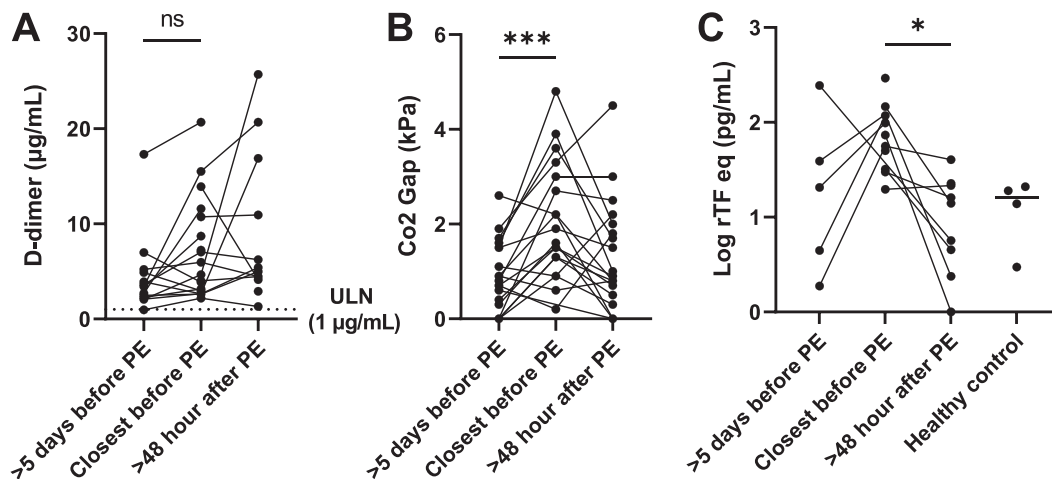 A
ns
30
20
10
0
D-dimer (µg/mL)
ULN
(1 µg/mL)
>5 days before PE
Closest before PE
>48 hour after PE
B
***
6
4
2
0
Co2 Gap (kPa)
>5 days before PE
Closest before PE
>48 hour after PE
C
*
3
2
1
0
Log rTF eq (pg/mL)
>5 days before PE
Closest before PE
>48 hour after PE
Healthy control